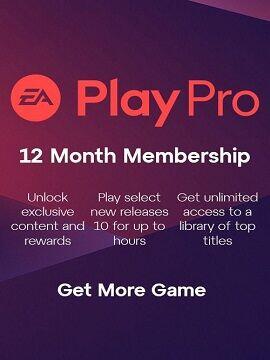 EA Play Pro
12 Month Membership
Unlock
exclusive
content and
rewards
Play select
new releases
10 for up to
hours
Get unlimited
access to a
library of top
titles
Get More Game